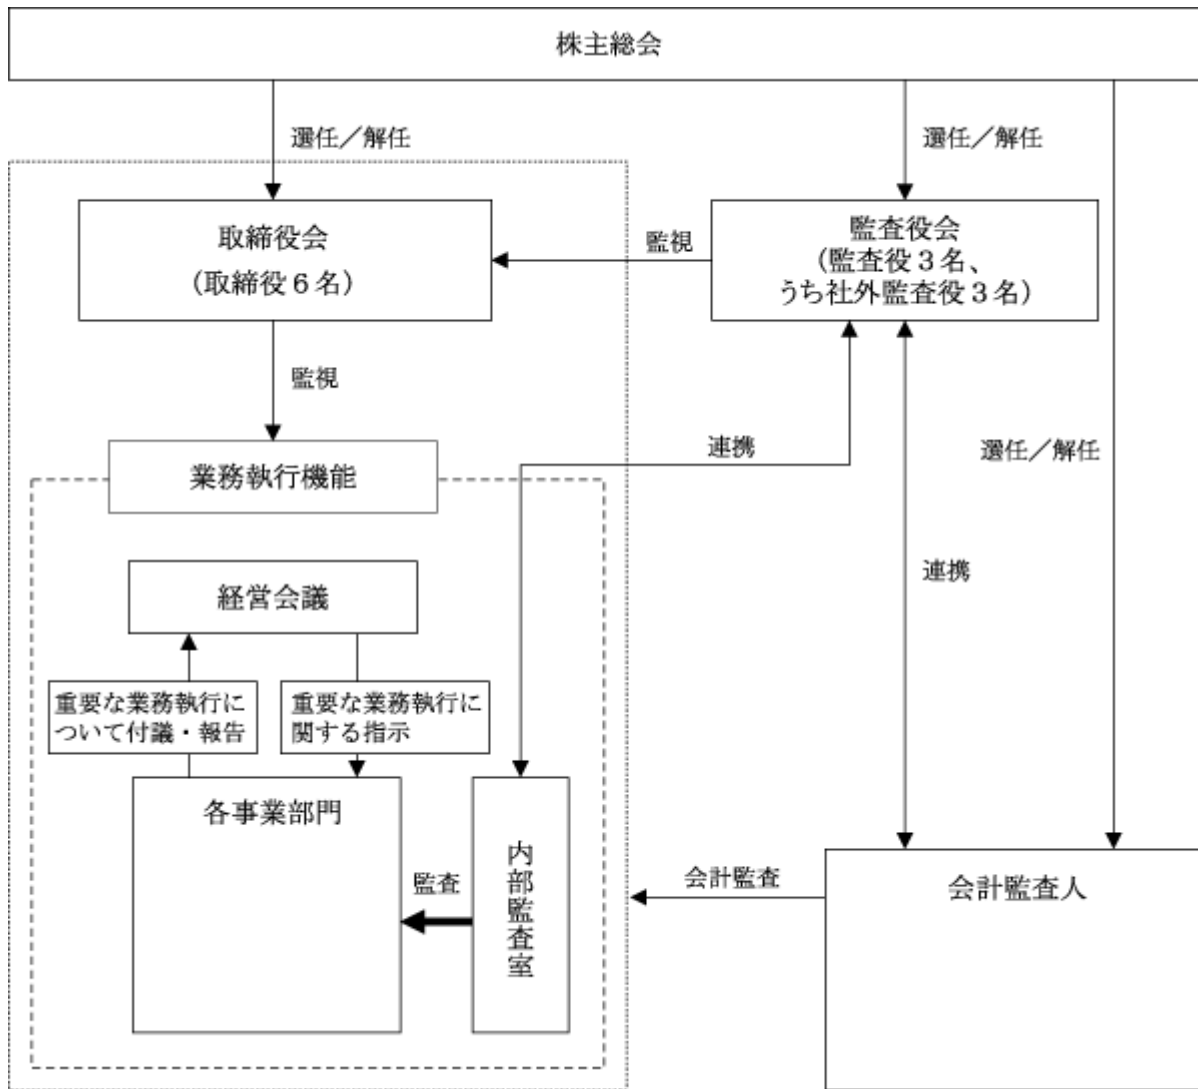 株主総会
選任／解任
選任／解任
取締役会
（取締役６名）
監視
監査役会
（監査役３名、
うち社外監査役３名）
監視
連携
選任／解任
業務執行機能
連携
経営会議
重要な業務執行に
ついて付議・報告
重要な業務執行に
関する指示
各事業部門
内部監査室
監査
会計監査
会計監査人